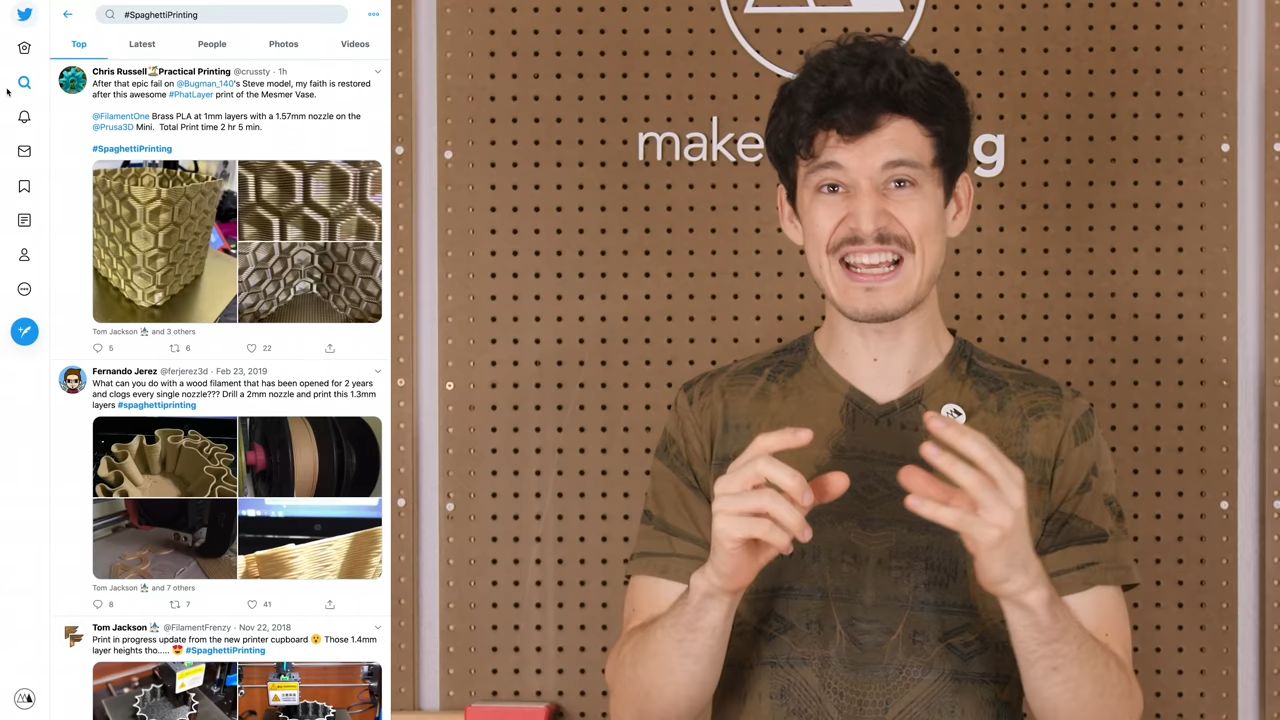 #SpaghettiPrinting
Top
Latest
People
Photos
Videos
Chris Russell🏝Practical Printing @crussty · 1h
After that epic fail on @Bugman_140's Steve model, my faith is restored
after this awesome #PhatLayer print of the Mesmer Vase.
@FilamentOne Brass PLA at 1mm layers with a 1.57mm nozzle on the
@Prusa3D Mini. Total Print time 2 hr 5 min.
#SpaghettiPrinting
Tom Jackson and 3 others
5
6
22
Fernando Jerez @ferjerez3d · Feb 23, 2019
What can you do with a wood filament that has been opened for 2 years
and clogs every single nozzle??? Drill a 2mm nozzle and print this 1.3mm
layers #spaghettiprinting
Tom Jackson and 7 others
8
7
41
Tom Jackson @FilamentFrenzy · Nov 22, 2018
Print in progress update from the new printer cupboard 😮 Those 1.4mm
layer heights tho..... 😍 #SpaghettiPrinting
make
g